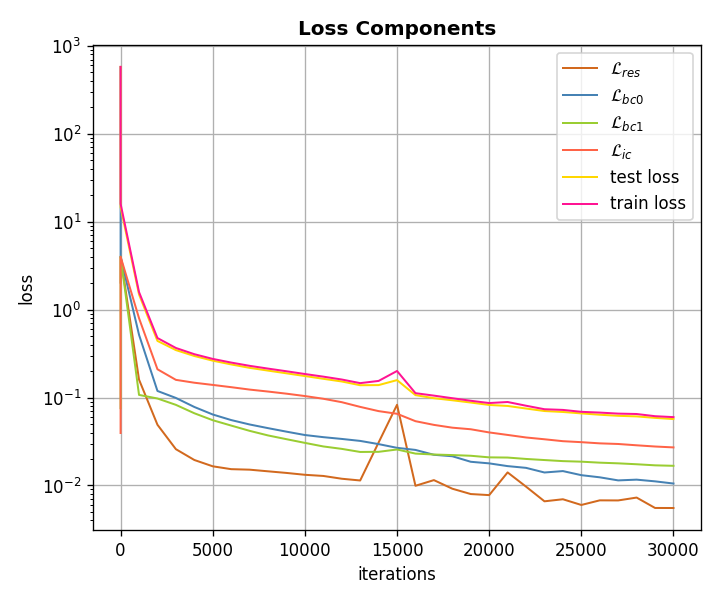 Loss Components
10³
10²
10¹
10⁰
10⁻¹
10⁻²
loss
ℒ_res
ℒ_bc0
ℒ_bc1
ℒ_ic
test loss
train loss
0 5000 10000 15000 20000 25000 30000
iterations